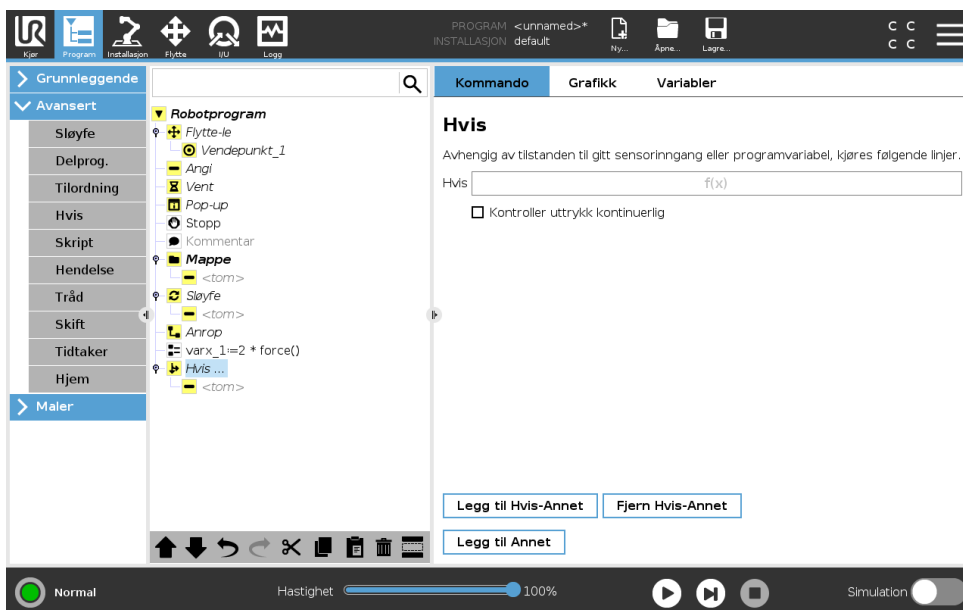 UR
PROGRAM <unnamed>*
INSTALLASJON default
Kjør
Program
Installasjon
Flytte
I/U
Logg
Ny...
Åpne...
Lagre...
C C
C C
Grunnleggende
Avansert
Sløyfe
Delprog.
Tilordning
Hvis
Skript
Hendelse
Tråd
Skift
Tidtaker
Hjem
Maler
Robotprogram
Flytte-le
Vendepunkt_1
Angi
Vent
Pop-up
Stopp
Kommentar
Mappe
<tom>
Sløyfe
<tom>
Anrop
varx_1:=2 * force()
Hvis ...
<tom>
Kommando
Grafikk
Variabler
Hvis
Avhengig av tilstanden til gitt sensorinngang eller programvariabel, kjøres følgende linjer.
Hvis
f(x)
Kontroller uttrykk kontinuerlig
Legg til Hvis-Annet
Fjern Hvis-Annet
Legg til Annet
Normal
Hastighet
100%
Simulation